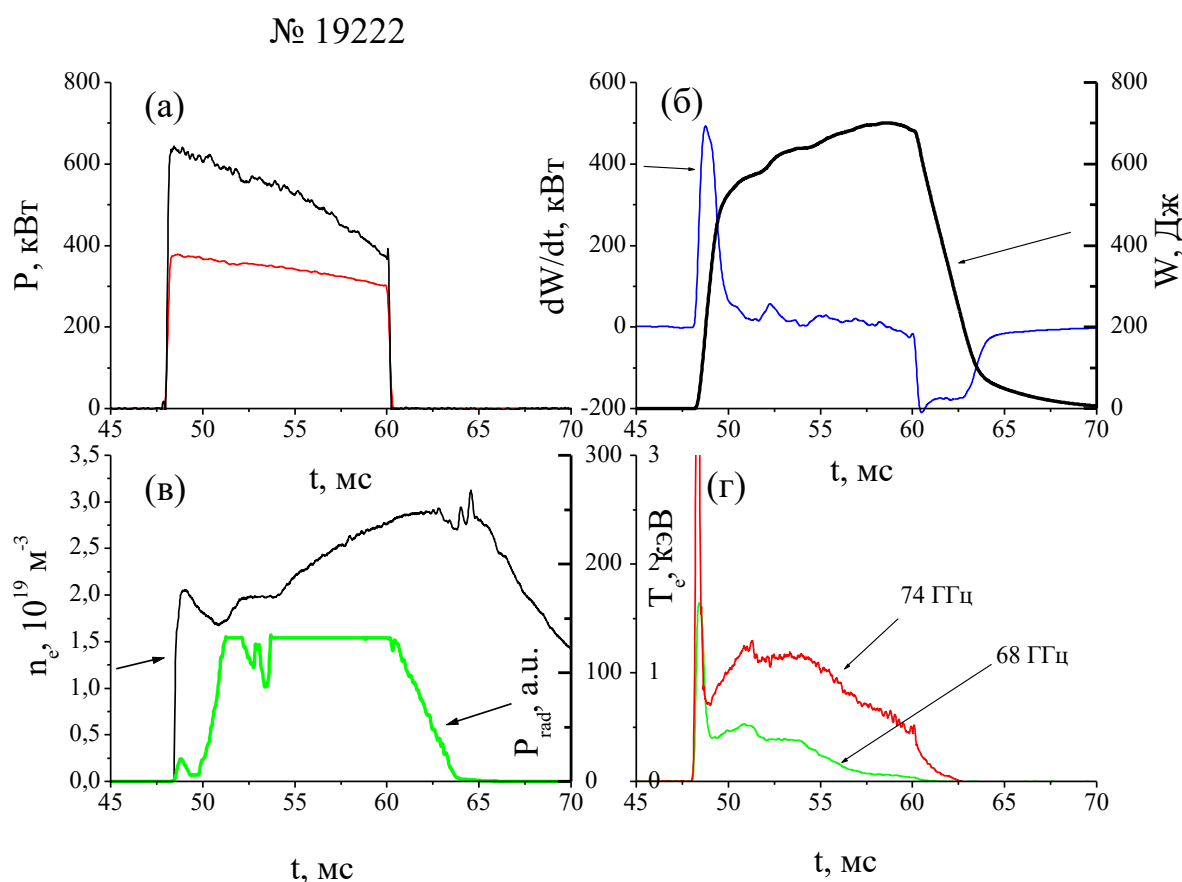 № 19222
(а)
P, кВт
800
600
400
200
0
45 50 55 60 65 70
t, мс
(б)
dW/dt, кВт
600
400
200
0
-200
45 50 55 60 65 70
t, мс
W, Дж
800
600
400
200
0
(в)
n_e, 10^19 м^-3
3,5
3,0
2,5
2,0
1,5
1,0
0,5
0,0
45 50 55 60 65 70
t, мс
P_rad, a.u.
300
200
100
0
(г)
T_e, кэВ
3
2
1
0
74 ГГц
68 ГГц
45 50 55 60 65 70
t, мс